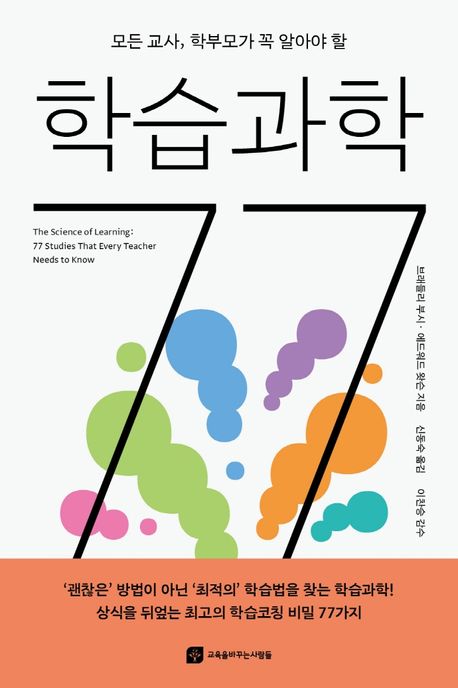 모든 교사, 학부모가 꼭 알아야 할
학습과학
77
The Science of Learning:
77 Studies That Every Teacher
Needs to Know
브래들리 부시 · 에드워드 왓슨 지음 신동숙 옮김 이찬승 감수
‘괜찮은’ 방법이 아닌 ‘최적의’ 학습법을 찾는 학습과학!
상식을 뒤엎는 최고의 학습코칭 비밀 77가지
교육을바꾸는사람들